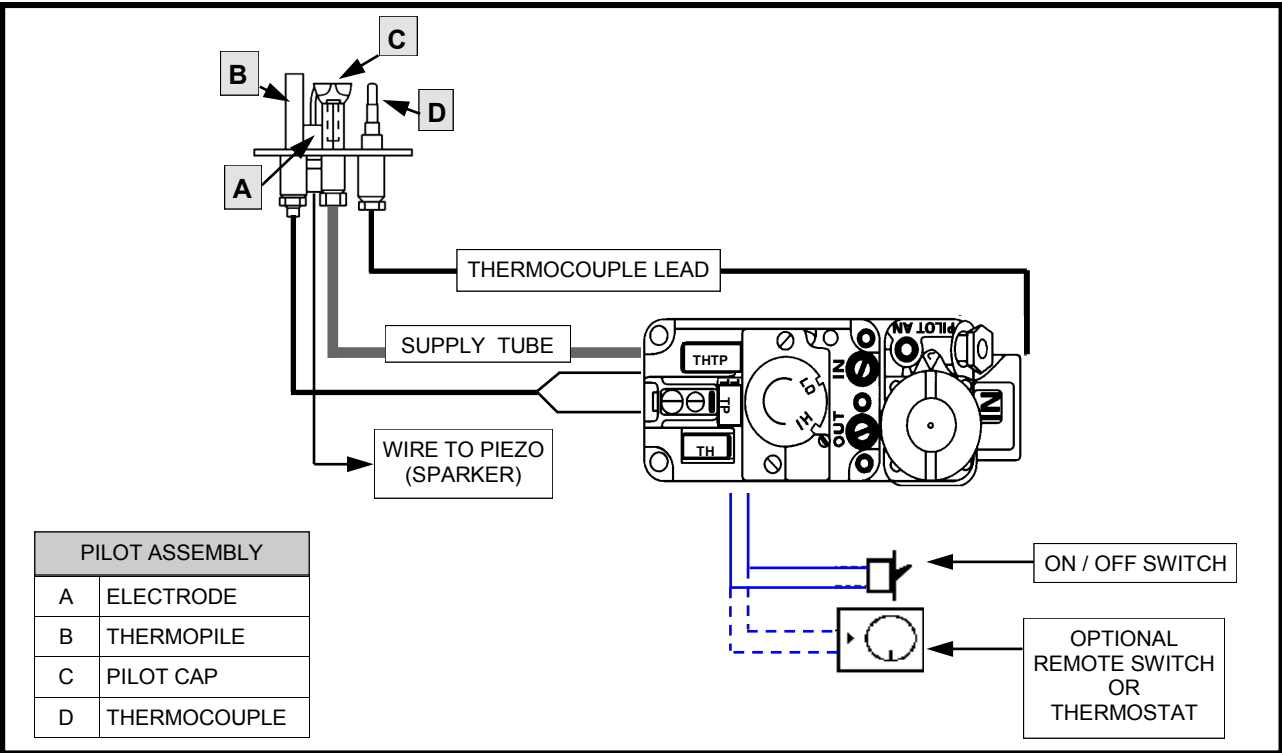 C
B
D
A
THERMOCOUPLE LEAD
SUPPLY TUBE
PILOT AN
THTP
TP
TH
LO
HI
IN
OUT
IN
WIRE TO PIEZO
(SPARKER)
ON / OFF SWITCH
OPTIONAL
REMOTE SWITCH
OR
THERMOSTAT
PILOT ASSEMBLY
A ELECTRODE
B THERMOPILE
C PILOT CAP
D THERMOCOUPLE